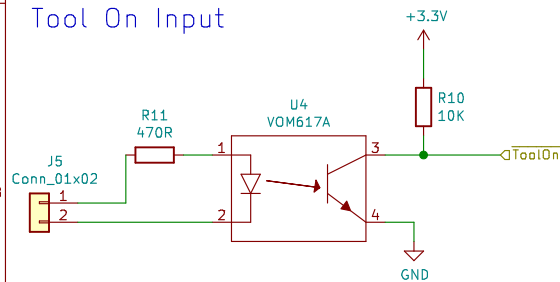 Tool On Input
+3.3V
R10
10K
R11
470R
U4
VOM617A
J5
Conn_01x02
1
2
1
2
3
4
ToolOn
GND